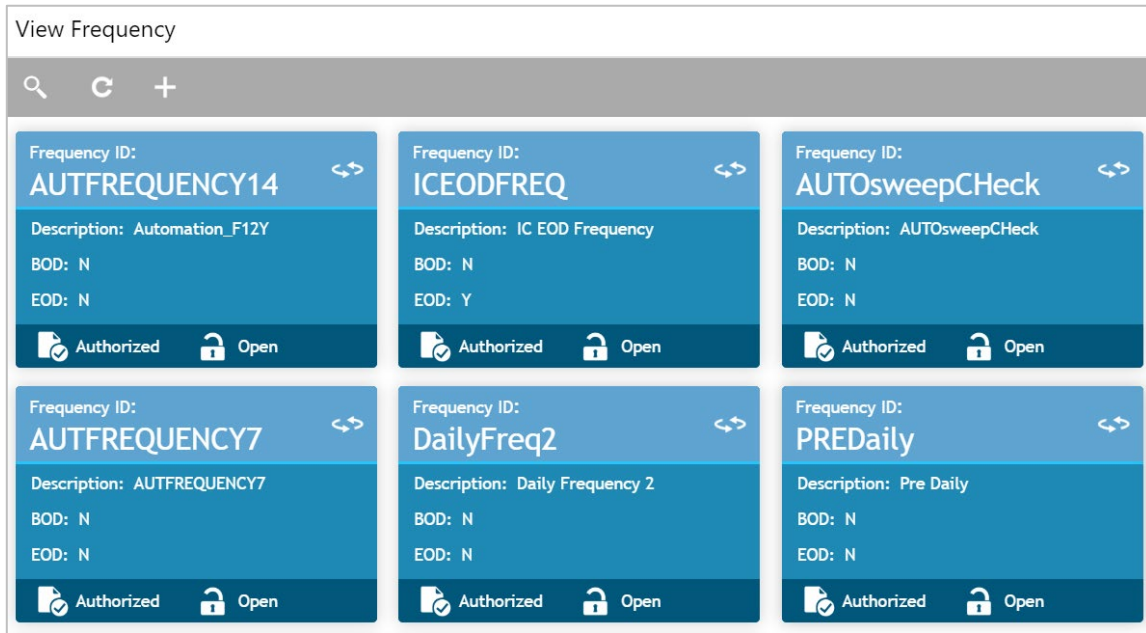 View Frequency
Frequency ID:
AUTFREQUENCY14
Description: Automation_F12Y
BOD: N
EOD: N
Authorized Open
Frequency ID:
ICEODFREQ
Description: IC EOD Frequency
BOD: N
EOD: Y
Authorized Open
Frequency ID:
AUTOsweepCHeck
Description: AUTOsweepCHeck
BOD: N
EOD: N
Authorized Open
Frequency ID:
AUTFREQUENCY7
Description: AUTFREQUENCY7
BOD: N
EOD: N
Authorized Open
Frequency ID:
DailyFreq2
Description: Daily Frequency 2
BOD: N
EOD: N
Authorized Open
Frequency ID:
PREDaily
Description: Pre Daily
BOD: N
EOD: N
Authorized Open